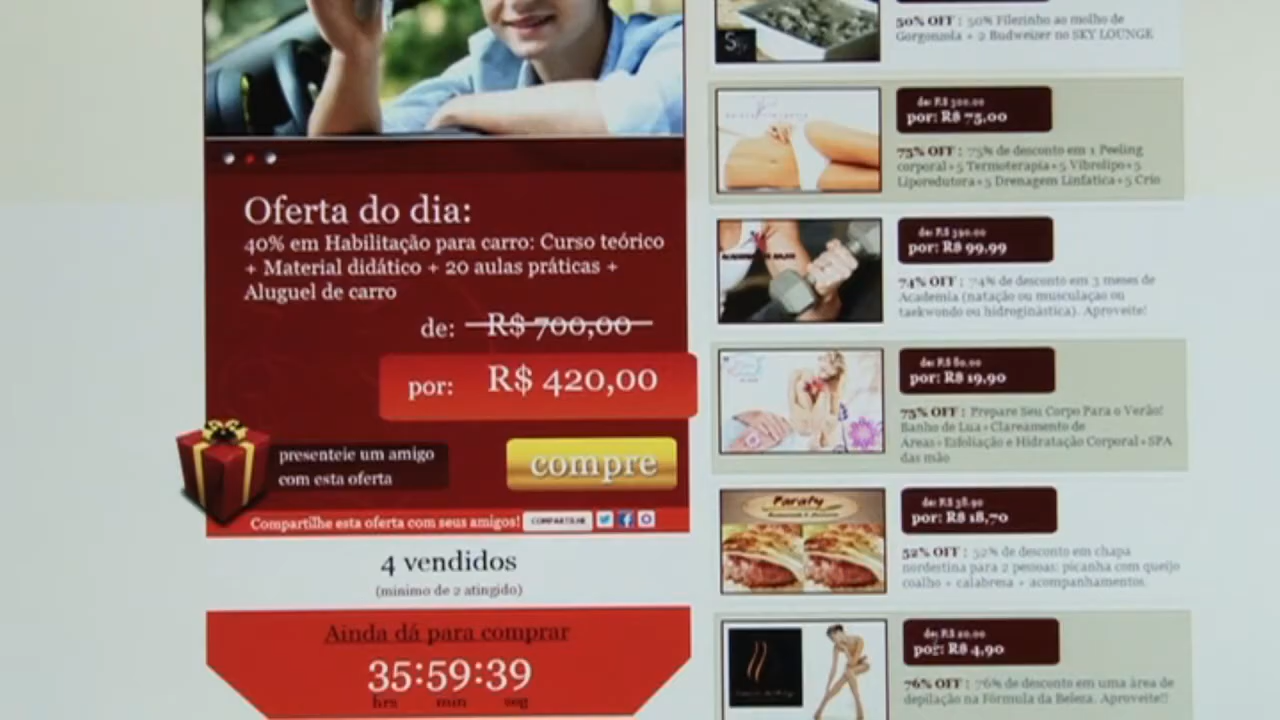 Oferta do dia:
40% em Habilitação para carro: Curso teórico
+ Material didático + 20 aulas práticas +
Aluguel de carro
de: R$ 700,00
por: R$ 420,00
presenteie um amigo
com esta oferta
compre
Compartilhe esta oferta com seus amigos! COMPARTILHE
4 vendidos
(mínimo de 2 atingido)
Ainda dá para comprar
35:59:39
hrs min seg
50% OFF : 50% Filezinho ao molho de
Gorgonzola + 2 Budweizer no SKY LOUNGE
de: R$ 300,00
por: R$ 75,00
75% OFF : 75% de desconto em 1 Peeling
corporal+5 Termoterapia+5 Vibrolipo+5
Liporedutora+5 Drenagem Linfatica+5 Crio
de: R$ 390,00
por: R$ 99,99
74% OFF : 74% de desconto em 3 meses de
Academia (natação ou musculaçao ou
taekwondo ou hidroginástica). Aproveite!
de: R$ 80,00
por: R$ 19,90
75% OFF : Prepare Seu Corpo Para o Verão!
Banho de Lua+Clareamento de
Áreas+Esfoliação e Hidratação Corporal+SPA
das mão
Paraty
de: R$ 38,90
por: R$ 18,70
52% OFF : 52% de desconto em chapa
nordestina para 2 pessoas: picanha com queijo
coalho + calabresa + acompanhamentos
de: R$ 20,00
por: R$ 4,90
76% OFF : 76% de desconto em uma área de
depilação na Fórmula da Beleza. Aproveite!!